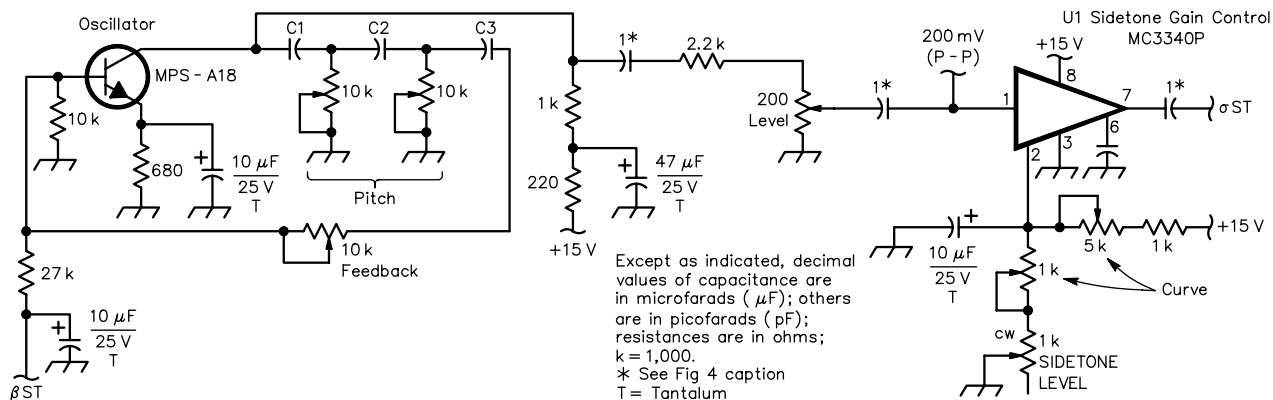 Oscillator
MPS-A18
10 k
680
10 μF
25 V
T
27 k
10 μF
25 V
T
βST
C1
C2
C3
10 k
10 k
Pitch
10 k
Feedback
1*
2.2 k
1 k
220
47 μF
25 V
T
+15 V
200
Level
1*
200 mV
(P-P)
U1 Sidetone Gain Control
MC3340P
+15 V
8
1
7
2
3
6
1*
σST
10 μF
25 V
T
5 k
1 k
+15 V
1 k
Curve
cw
1 k
SIDETONE
LEVEL
Except as indicated, decimal
values of capacitance are
in microfarads ( μF); others
are in picofarads ( pF);
resistances are in ohms;
k = 1,000.
* See Fig 4 caption
T = Tantalum